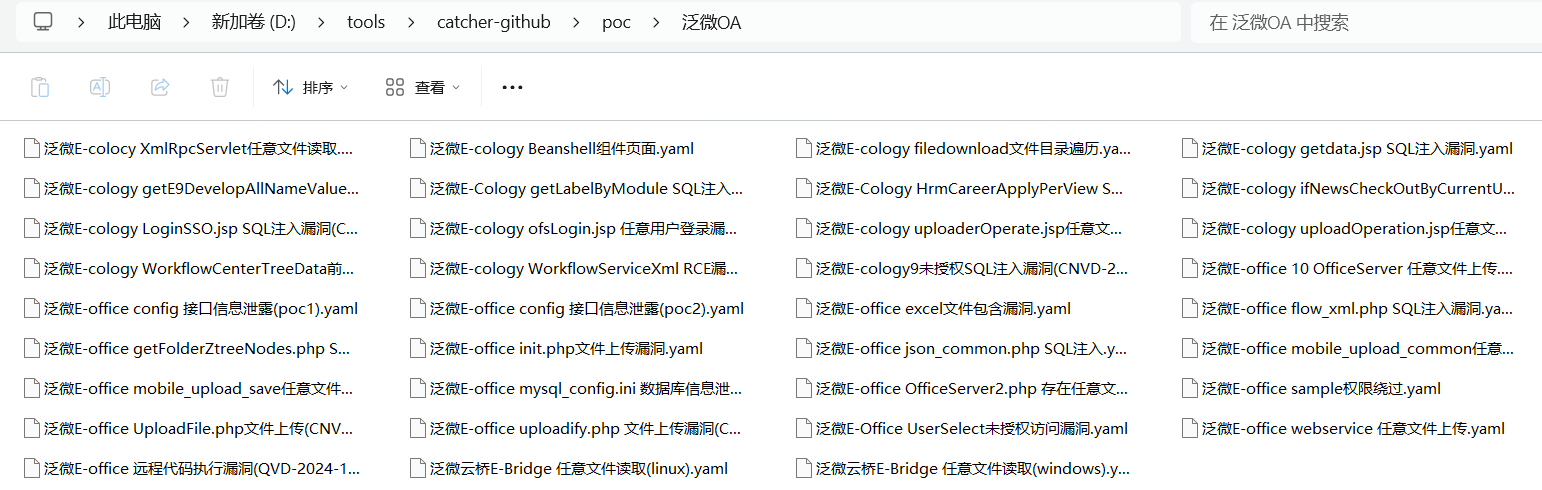 此电脑 > 新加卷 (D:) > tools > catcher-github > poc > 泛微OA 在 泛微OA 中搜索
排序 查看
泛微E-colocy XmlRpcServlet任意文件读取.... 泛微E-cology Beanshell组件页面.yaml 泛微E-cology filedownload文件目录遍历.ya... 泛微E-cology getdata.jsp SQL注入漏洞.yaml
泛微E-cology getE9DevelopAllNameValue... 泛微E-Cology getLabelByModule SQL注入... 泛微E-Cology HrmCareerApplyPerView S... 泛微E-cology ifNewsCheckOutByCurrentU...
泛微E-cology LoginSSO.jsp SQL注入漏洞(C... 泛微E-cology ofsLogin.jsp 任意用户登录漏... 泛微E-cology uploaderOperate.jsp任意文... 泛微E-cology uploadOperation.jsp任意文...
泛微E-cology WorkflowCenterTreeData前... 泛微E-cology WorkflowServiceXml RCE漏... 泛微E-cology9未授权SQL注入漏洞(CNVD-2... 泛微E-office 10 OfficeServer 任意文件上传....
泛微E-office config 接口信息泄露(poc1).yaml 泛微E-office config 接口信息泄露(poc2).yaml 泛微E-office excel文件包含漏洞.yaml 泛微E-office flow_xml.php SQL注入漏洞.ya...
泛微E-office getFolderZtreeNodes.php S... 泛微E-office init.php文件上传漏洞.yaml 泛微E-office json_common.php SQL注入.y... 泛微E-office mobile_upload_common任意...
泛微E-office mobile_upload_save任意文件... 泛微E-office mysql_config.ini 数据库信息泄... 泛微E-office OfficeServer2.php 存在任意文... 泛微E-office sample权限绕过.yaml
泛微E-office UploadFile.php文件上传(CNV... 泛微E-office uploadify.php 文件上传漏洞(C... 泛微E-Office UserSelect未授权访问漏洞.yaml 泛微E-office webservice 任意文件上传.yaml
泛微E-office 远程代码执行漏洞(QVD-2024-1... 泛微云桥E-Bridge 任意文件读取(linux).yaml 泛微云桥E-Bridge 任意文件读取(windows).y...